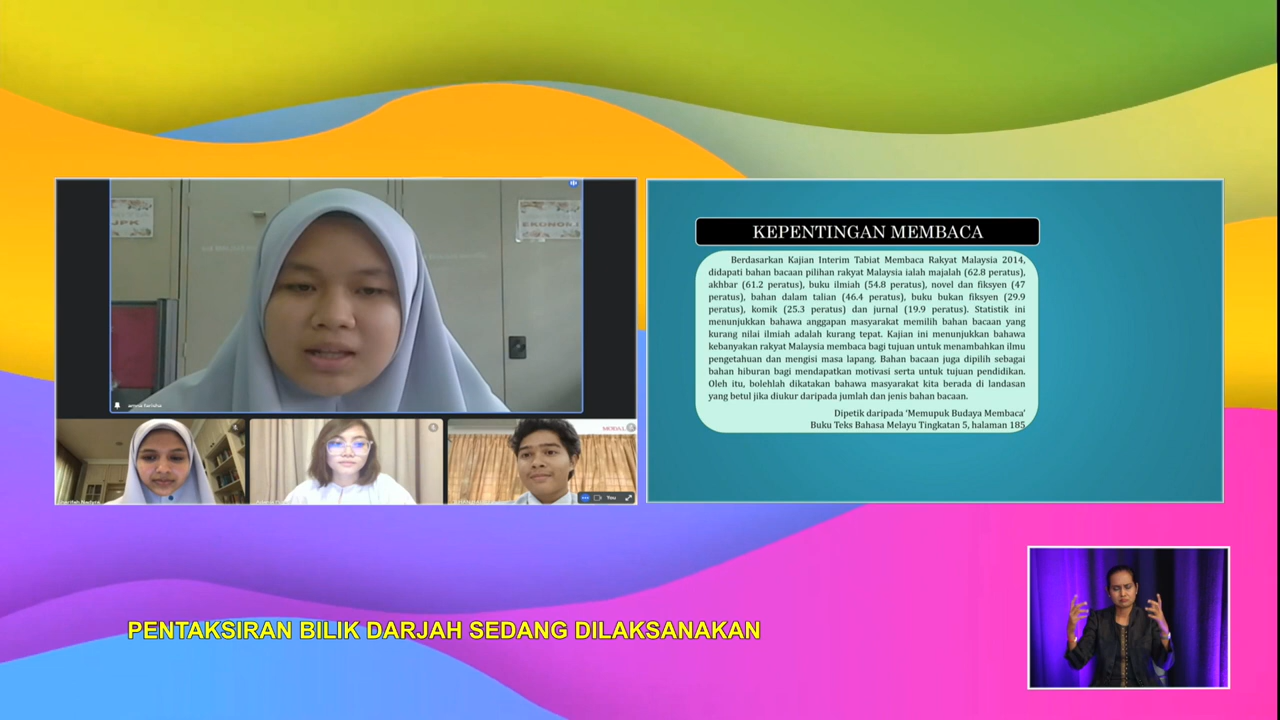 JPK
EKONOMI
amnie farisha
MODAL
You
KEPENTINGAN MEMBACA
Berdasarkan Kajian Interim Tabiat Membaca Rakyat Malaysia 2014,
didapati bahan bacaan pilihan rakyat Malaysia ialah majalah (62.8 peratus),
akhbar (61.2 peratus), buku ilmiah (54.8 peratus), novel dan fiksyen (47
peratus), bahan dalam talian (46.4 peratus), buku bukan fiksyen (29.9
peratus), komik (25.3 peratus) dan jurnal (19.9 peratus). Statistik ini
menunjukkan bahawa anggapan masyarakat memilih bahan bacaan yang
kurang nilai ilmiah adalah kurang tepat. Kajian ini menunjukkan bahawa
kebanyakan rakyat Malaysia membaca bagi tujuan untuk menambahkan ilmu
pengetahuan dan mengisi masa lapang. Bahan bacaan juga dipilih sebagai
bahan hiburan bagi mendapatkan motivasi serta untuk tujuan pendidikan.
Oleh itu, bolehlah dikatakan bahawa masyarakat kita berada di landasan
yang betul jika diukur daripada jumlah dan jenis bahan bacaan.
Dipetik daripada ‘Memupuk Budaya Membaca’
Buku Teks Bahasa Melayu Tingkatan 5, halaman 185
PENTAKSIRAN BILIK DARJAH SEDANG DILAKSANAKAN